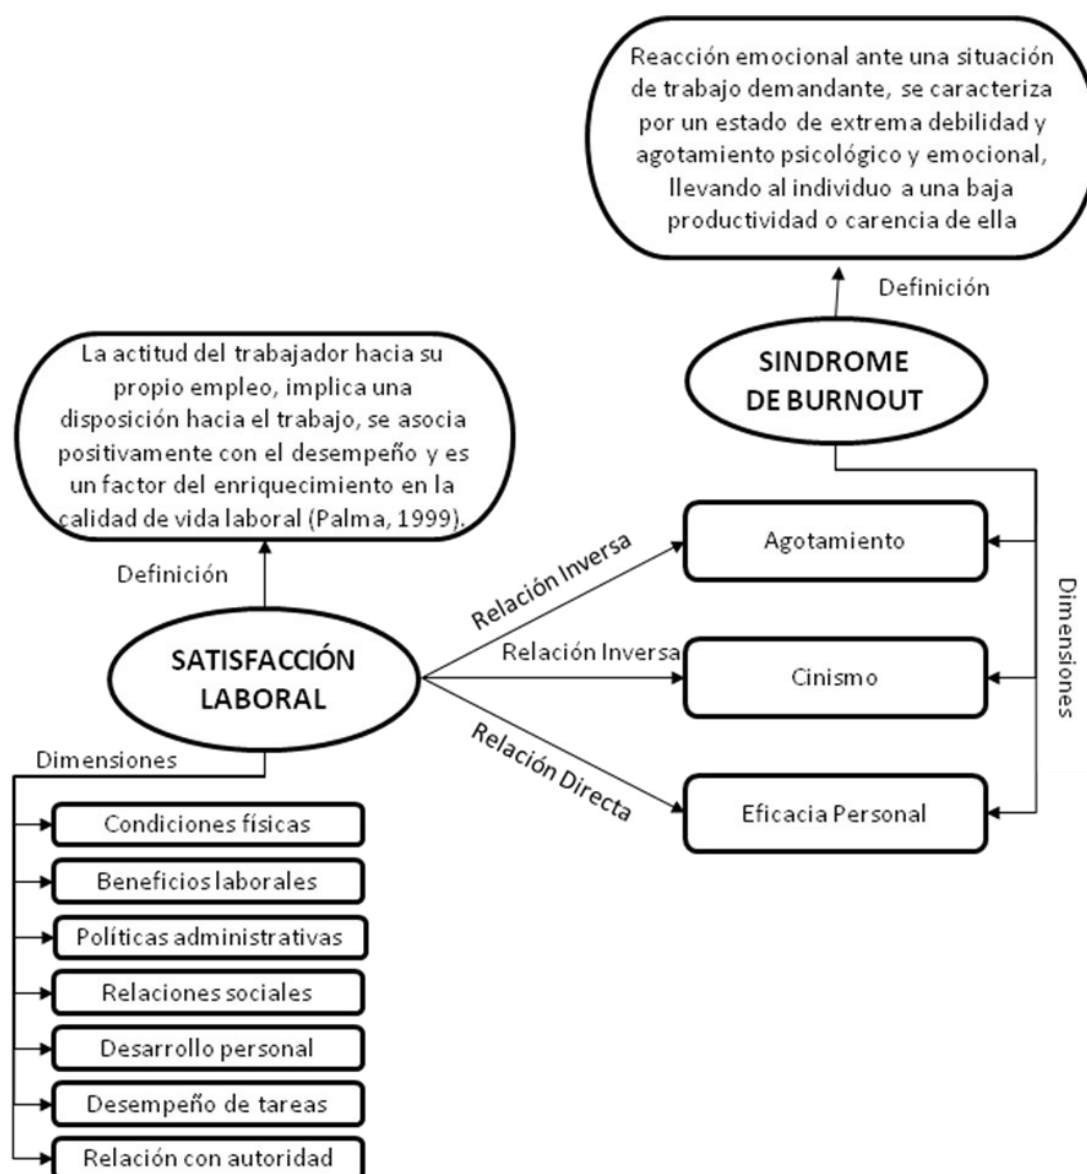 Reacción emocional ante una situación
de trabajo demandante, se caracteriza
por un estado de extrema debilidad y
agotamiento psicológico y emocional,
llevando al individuo a una baja
productividad o carencia de ella
Definición
SINDROME
DE BURNOUT
La actitud del trabajador hacia su
propio empleo, implica una
disposición hacia el trabajo, se asocia
positivamente con el desempeño y es
un factor del enriquecimiento en la
calidad de vida laboral (Palma, 1999).
Definición
SATISFACCIÓN
LABORAL
Relación Inversa
Relación Inversa
Relación Directa
Agotamiento
Cinismo
Eficacia Personal
Dimensiones
Dimensiones
Condiciones físicas
Beneficios laborales
Políticas administrativas
Relaciones sociales
Desarrollo personal
Desempeño de tareas
Relación con autoridad